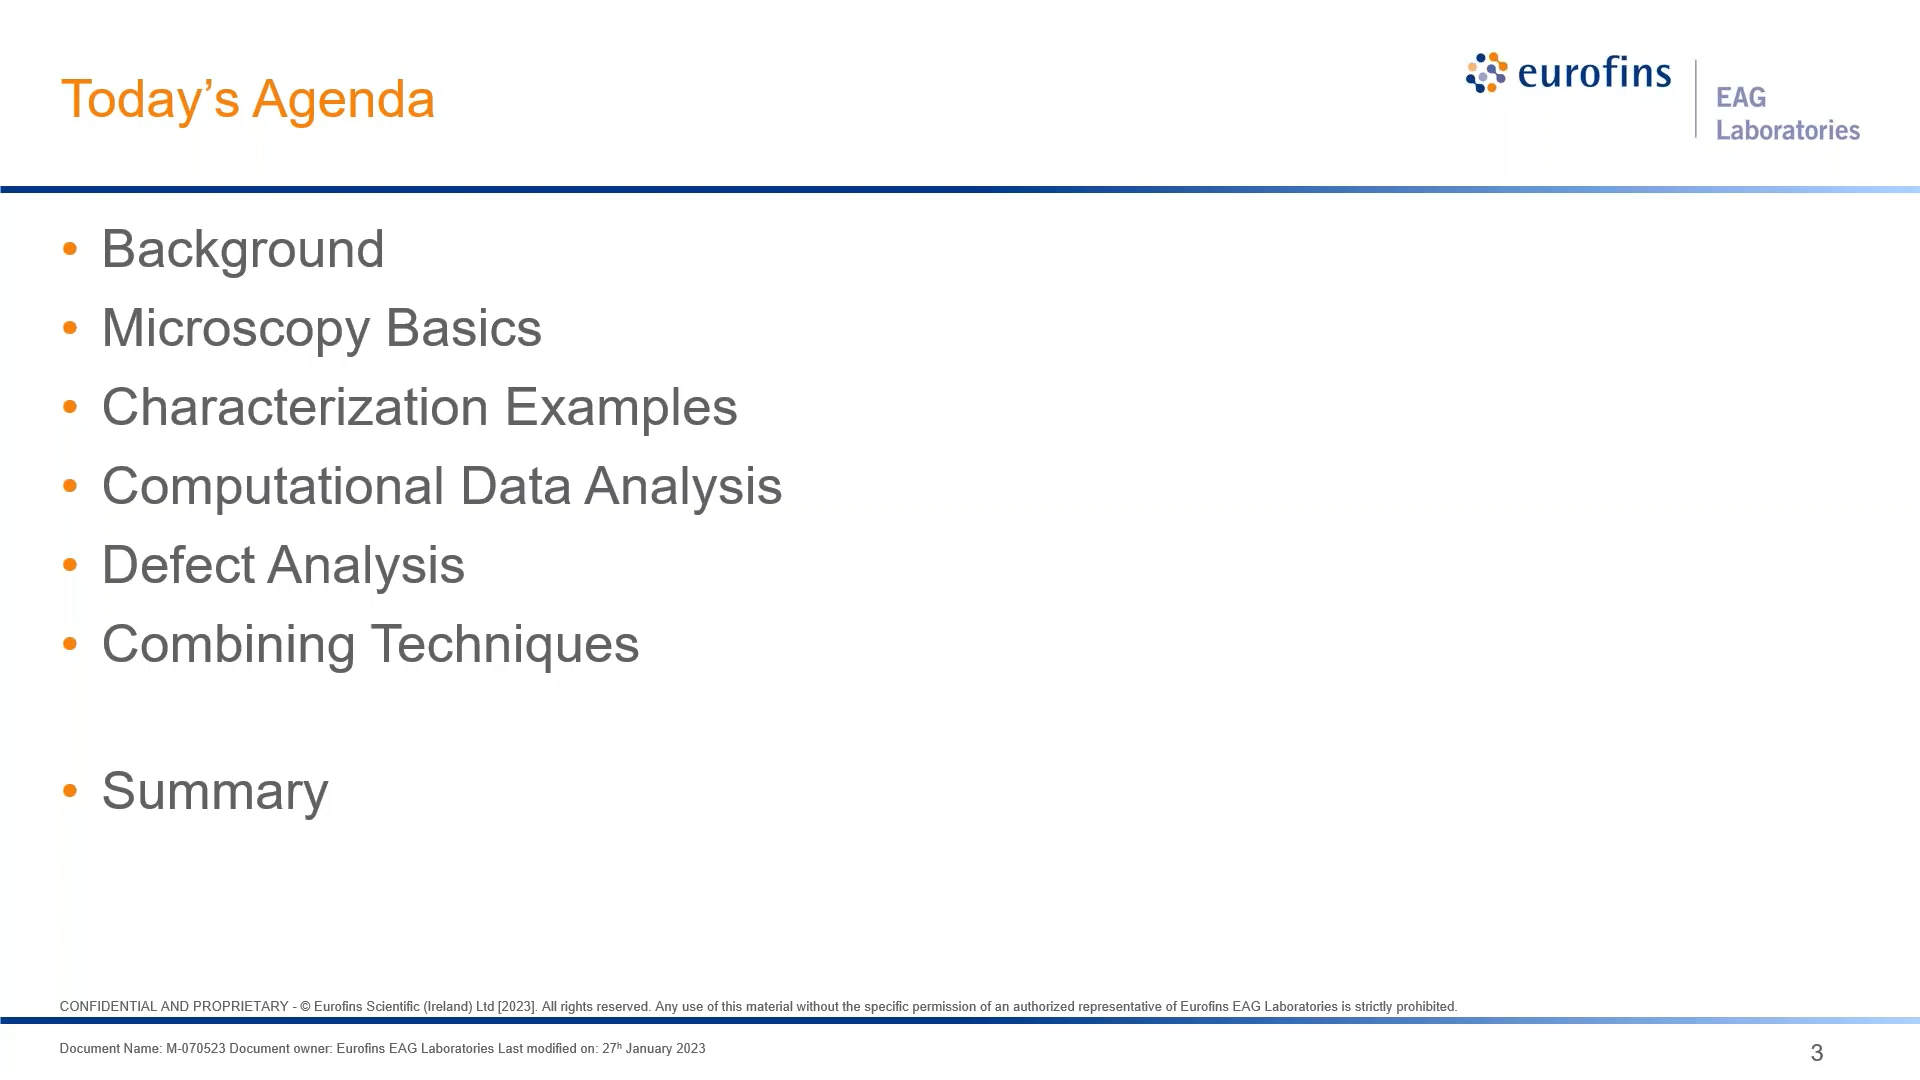 Today’s Agenda
eurofins
EAG
Laboratories
• Background
• Microscopy Basics
• Characterization Examples
• Computational Data Analysis
• Defect Analysis
• Combining Techniques
• Summary
CONFIDENTIAL AND PROPRIETARY - © Eurofins Scientific (Ireland) Ltd [2023]. All rights reserved. Any use of this material without the specific permission of an authorized representative of Eurofins EAG Laboratories is strictly prohibited.
Document Name: M-070523 Document owner: Eurofins EAG Laboratories Last modified on: 27ʰ January 2023
3